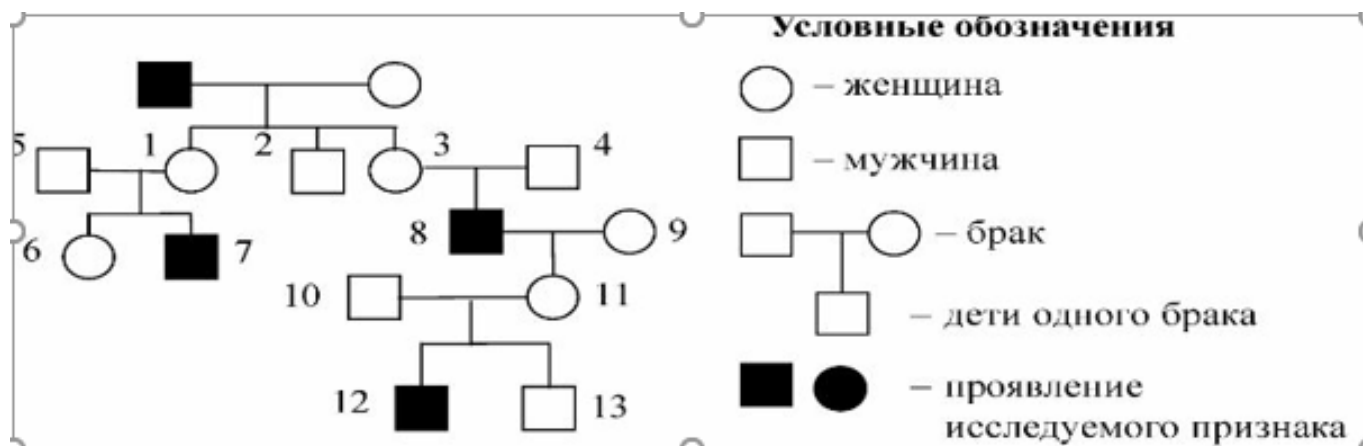 Условные обозначения
– женщина
– мужчина
– брак
– дети одного брака
– проявление
исследуемого признака
5
1
2
3
4
6
7
8
9
10
11
12
13